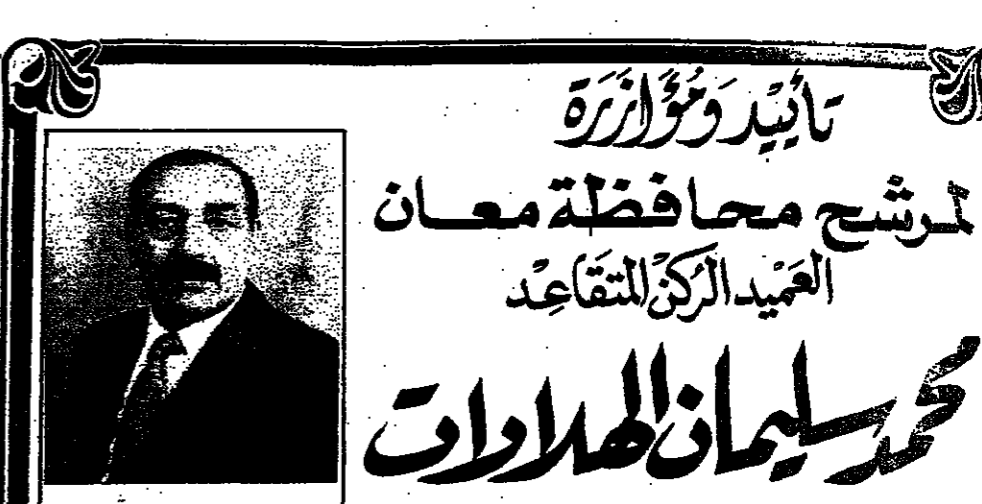 تأييد ومؤازرة
لمرشح محافظة معان
العميد الركن المتقاعد
محمد سليمان الهلالات